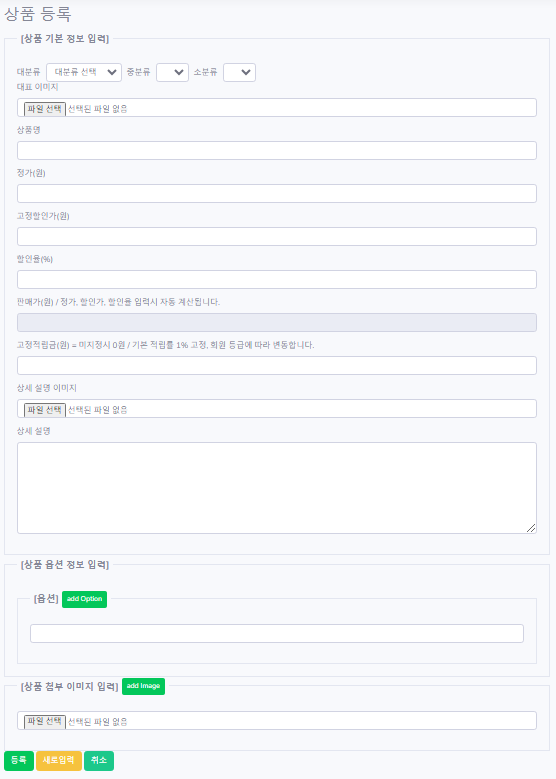 상품 등록
[상품 기본 정보 입력]
대분류 대분류 선택 중분류 소분류
대표 이미지
파일 선택 선택된 파일 없음
상품명
정가(원)
고정할인가(원)
할인율(%)
판매가(원) / 정가, 할인가, 할인율 입력시 자동 계산됩니다.
고정적립금(원) = 미지정시 0원 / 기본 적립률 1% 고정, 회원 등급에 따라 변동합니다.
상세 설명 이미지
파일 선택 선택된 파일 없음
상세 설명
[상품 옵션 정보 입력]
[옵션] add Option
[상품 첨부 이미지 입력] add Image
파일 선택 선택된 파일 없음
등록 새로입력 취소